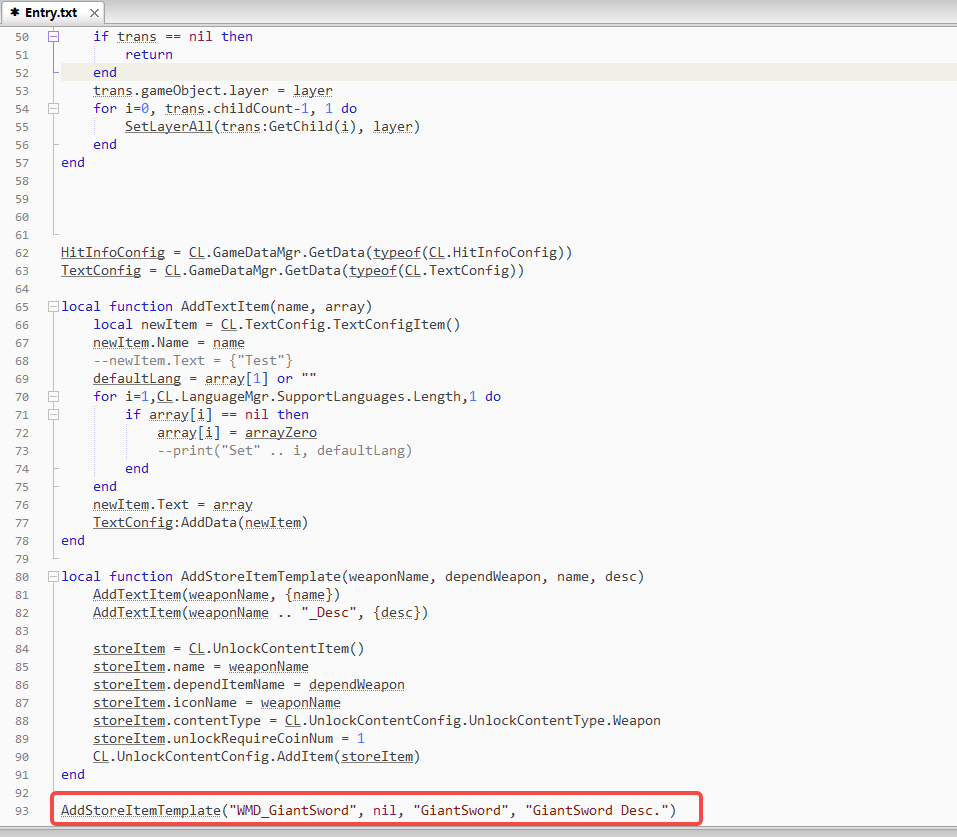 ✱ Entry.txt ×
50 if trans == nil then
51 return
52 end
53 trans.gameObject.layer = layer
54 for i=0, trans.childCount-1, 1 do
55 SetLayerAll(trans:GetChild(i), layer)
56 end
57 end
58
59
60
61
62 HitInfoConfig = CL.GameDataMgr.GetData(typeof(CL.HitInfoConfig))
63 TextConfig = CL.GameDataMgr.GetData(typeof(CL.TextConfig))
64
65 local function AddTextItem(name, array)
66 local newItem = CL.TextConfig.TextConfigItem()
67 newItem.Name = name
68 --newItem.Text = {"Test"}
69 defaultLang = array[1] or ""
70 for i=1,CL.LanguageMgr.SupportLanguages.Length,1 do
71 if array[i] == nil then
72 array[i] = arrayZero
73 --print("Set" .. i, defaultLang)
74 end
75 end
76 newItem.Text = array
77 TextConfig:AddData(newItem)
78 end
79
80 local function AddStoreItemTemplate(weaponName, dependWeapon, name, desc)
81 AddTextItem(weaponName, {name})
82 AddTextItem(weaponName .. "_Desc", {desc})
83
84 storeItem = CL.UnlockContentItem()
85 storeItem.name = weaponName
86 storeItem.dependItemName = dependWeapon
87 storeItem.iconName = weaponName
88 storeItem.contentType = CL.UnlockContentConfig.UnlockContentType.Weapon
89 storeItem.unlockRequireCoinNum = 1
90 CL.UnlockContentConfig.AddItem(storeItem)
91 end
92
93 AddStoreItemTemplate("WMD_GiantSword", nil, "GiantSword", "GiantSword Desc.")